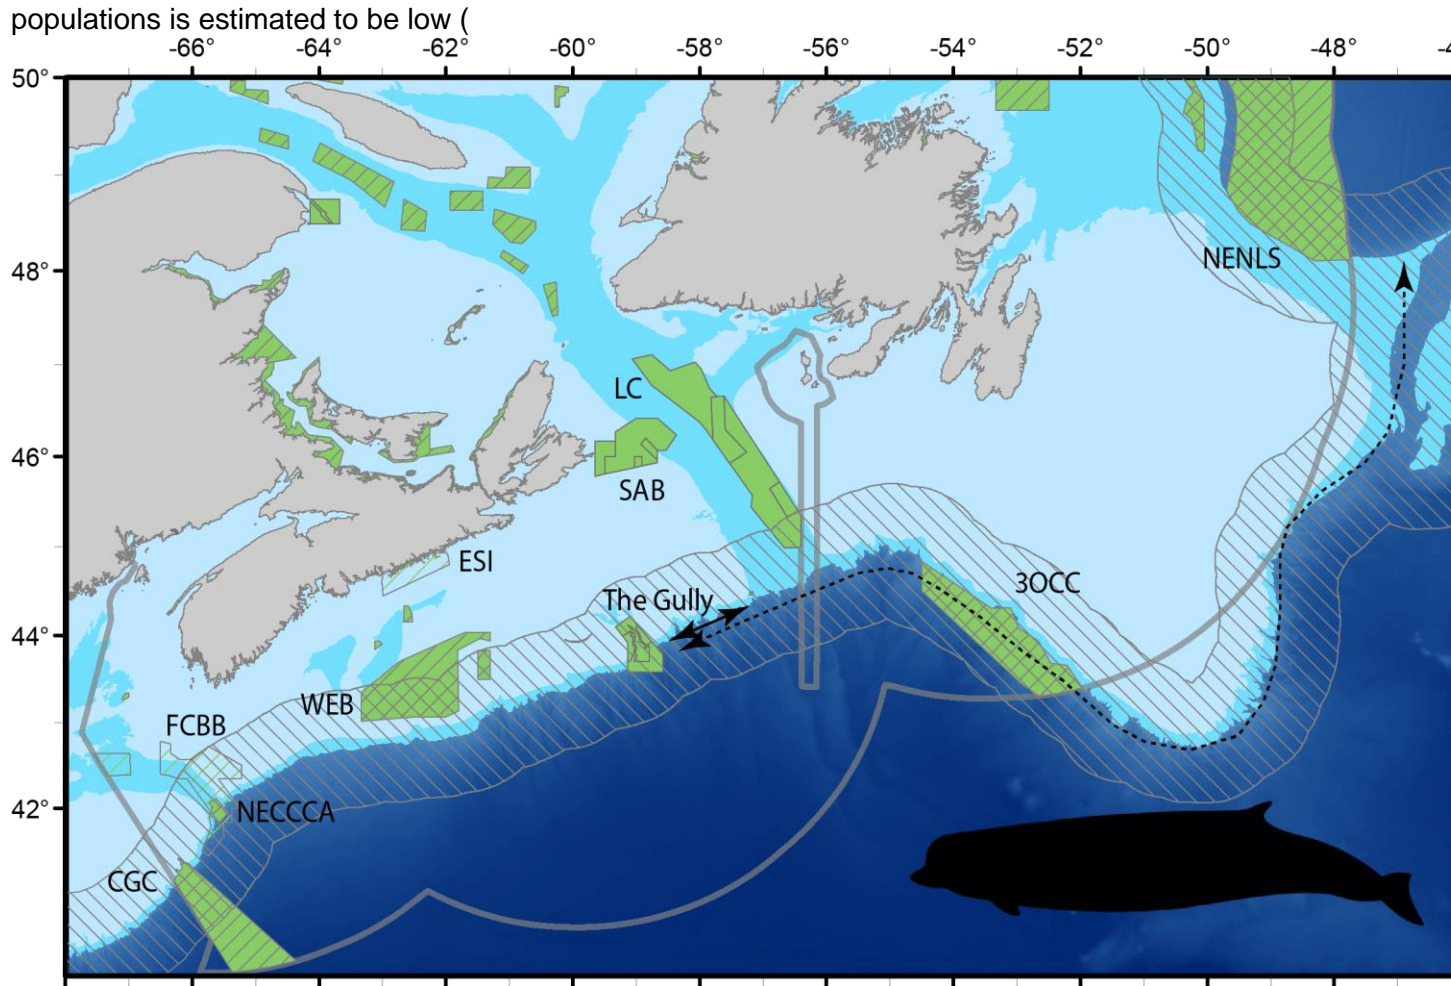 populations is estimated to be low (
-66° -64° -62° -60° -58° -56° -54° -52° -50° -48°
50°
NENLS
48°
LC
46°
SAB
ESI
3OCC
The Gully
44°
WEB
FCBB
42°
NECCCA
CGC